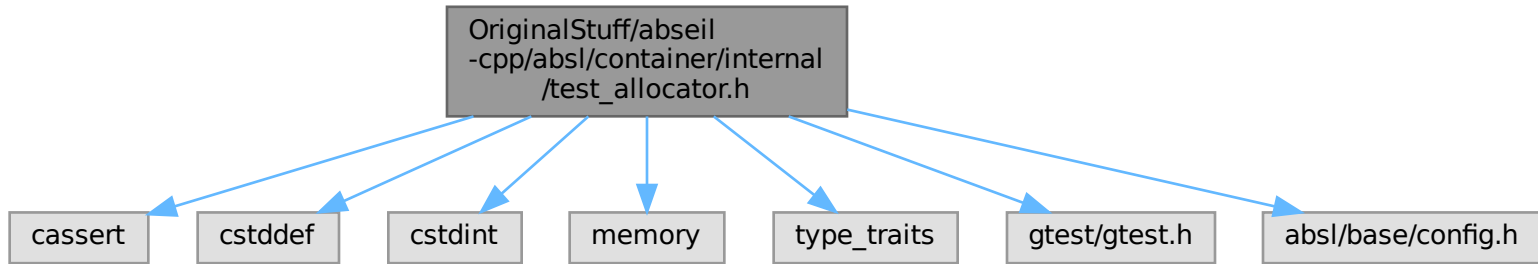 OriginalStuff/abseil
-cpp/absl/container/internal
/test_allocator.h
cassert
cstddef
cstdint
memory
type_traits
gtest/gtest.h
absl/base/config.h